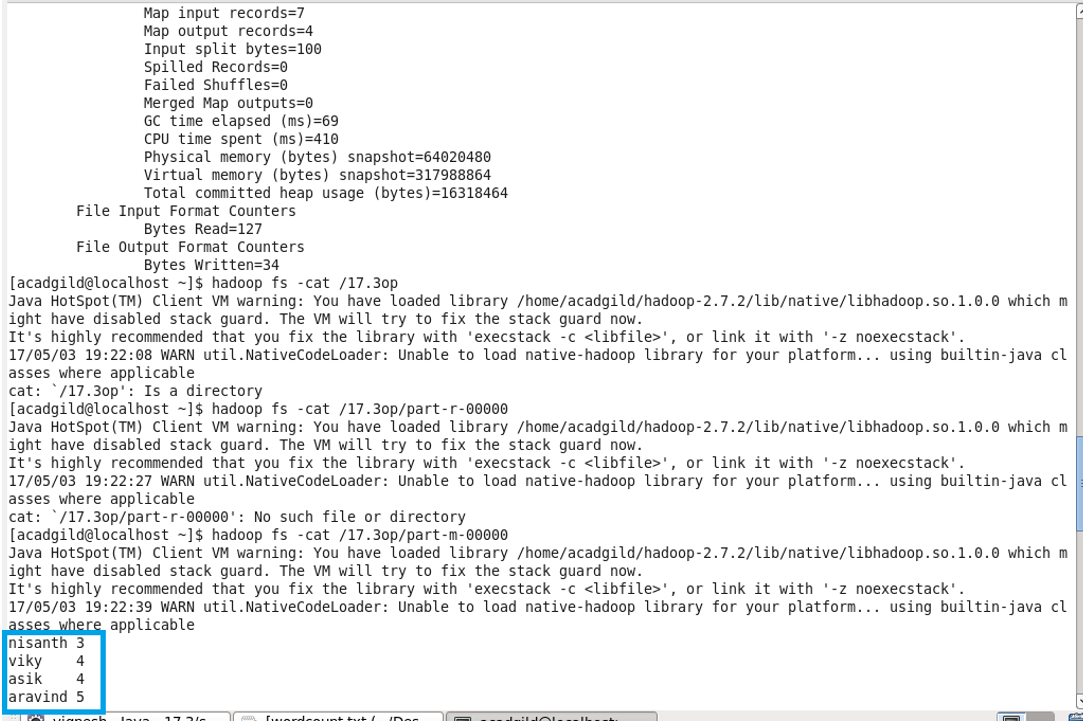 Map input records=7
Map output records=4
Input split bytes=100
Spilled Records=0
Failed Shuffles=0
Merged Map outputs=0
GC time elapsed (ms)=69
CPU time spent (ms)=410
Physical memory (bytes) snapshot=64020480
Virtual memory (bytes) snapshot=317988864
Total committed heap usage (bytes)=16318464
File Input Format Counters
Bytes Read=127
File Output Format Counters
Bytes Written=34
[acadgild@localhost ~]$ hadoop fs -cat /17.3op
Java HotSpot(TM) Client VM warning: You have loaded library /home/acadgild/hadoop-2.7.2/lib/native/libhadoop.so.1.0.0 which m
ight have disabled stack guard. The VM will try to fix the stack guard now.
It's highly recommended that you fix the library with 'execstack -c <libfile>', or link it with '-z noexecstack'.
17/05/03 19:22:08 WARN util.NativeCodeLoader: Unable to load native-hadoop library for your platform... using builtin-java cl
asses where applicable
cat: `/17.3op': Is a directory
[acadgild@localhost ~]$ hadoop fs -cat /17.3op/part-r-00000
Java HotSpot(TM) Client VM warning: You have loaded library /home/acadgild/hadoop-2.7.2/lib/native/libhadoop.so.1.0.0 which m
ight have disabled stack guard. The VM will try to fix the stack guard now.
It's highly recommended that you fix the library with 'execstack -c <libfile>', or link it with '-z noexecstack'.
17/05/03 19:22:27 WARN util.NativeCodeLoader: Unable to load native-hadoop library for your platform... using builtin-java cl
asses where applicable
cat: `/17.3op/part-r-00000': No such file or directory
[acadgild@localhost ~]$ hadoop fs -cat /17.3op/part-m-00000
Java HotSpot(TM) Client VM warning: You have loaded library /home/acadgild/hadoop-2.7.2/lib/native/libhadoop.so.1.0.0 which m
ight have disabled stack guard. The VM will try to fix the stack guard now.
It's highly recommended that you fix the library with 'execstack -c <libfile>', or link it with '-z noexecstack'.
17/05/03 19:22:39 WARN util.NativeCodeLoader: Unable to load native-hadoop library for your platform... using builtin-java cl
asses where applicable
nisanth 3
viky 4
asik 4
aravind 5